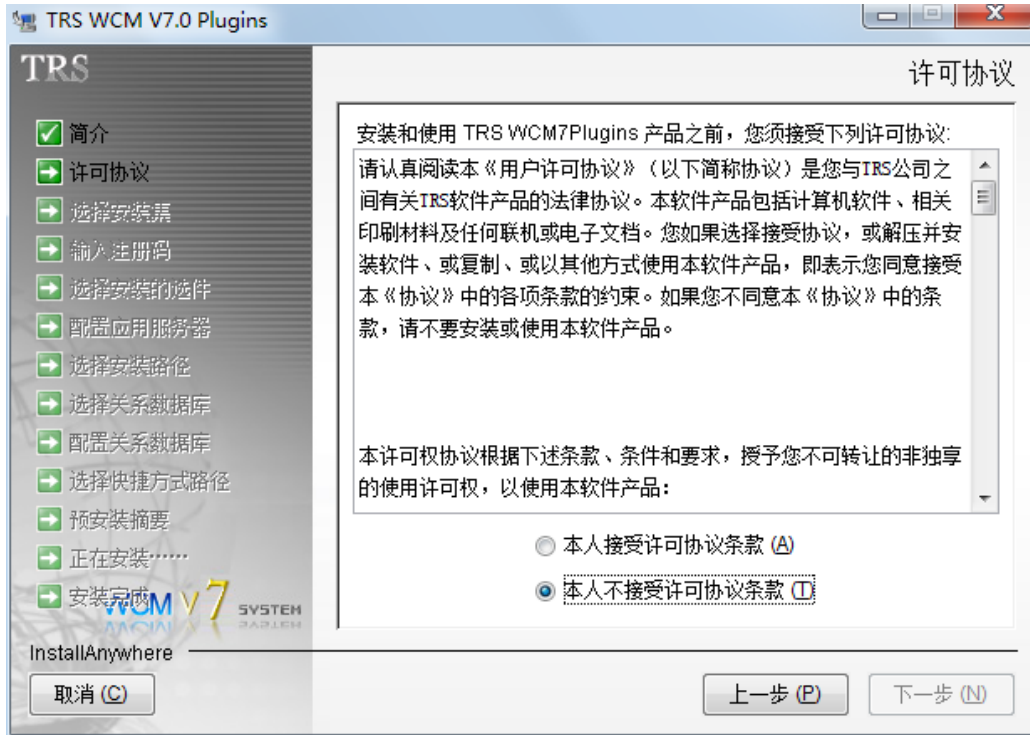 TRS WCM V7.0 Plugins
TRS
许可协议
简介
许可协议
选择安装集
输入注册码
选择安装的选件
配置应用服务器
选择安装路径
选择关系数据库
配置关系数据库
选择快捷方式路径
预安装摘要
正在安装……
安装完成
WCM V7 SYSTEM
安装和使用 TRS WCM7Plugins 产品之前，您须接受下列许可协议:
请认真阅读本《用户许可协议》（以下简称协议）是您与TRS公司之
间有关TRS软件产品的法律协议。本软件产品包括计算机软件、相关
印刷材料及任何联机或电子文档。您如果选择接受协议，或解压并安
装软件、或复制、或以其他方式使用本软件产品，即表示您同意接受
本《协议》中的各项条款的约束。如果您不同意本《协议》中的条
款，请不要安装或使用本软件产品。
本许可权协议根据下述条款、条件和要求，授予您不可转让的非独享
的使用许可权，以使用本软件产品：
本人接受许可协议条款 (A)
本人不接受许可协议条款 (T)
InstallAnywhere
取消 (C)
上一步 (P)
下一步 (N)